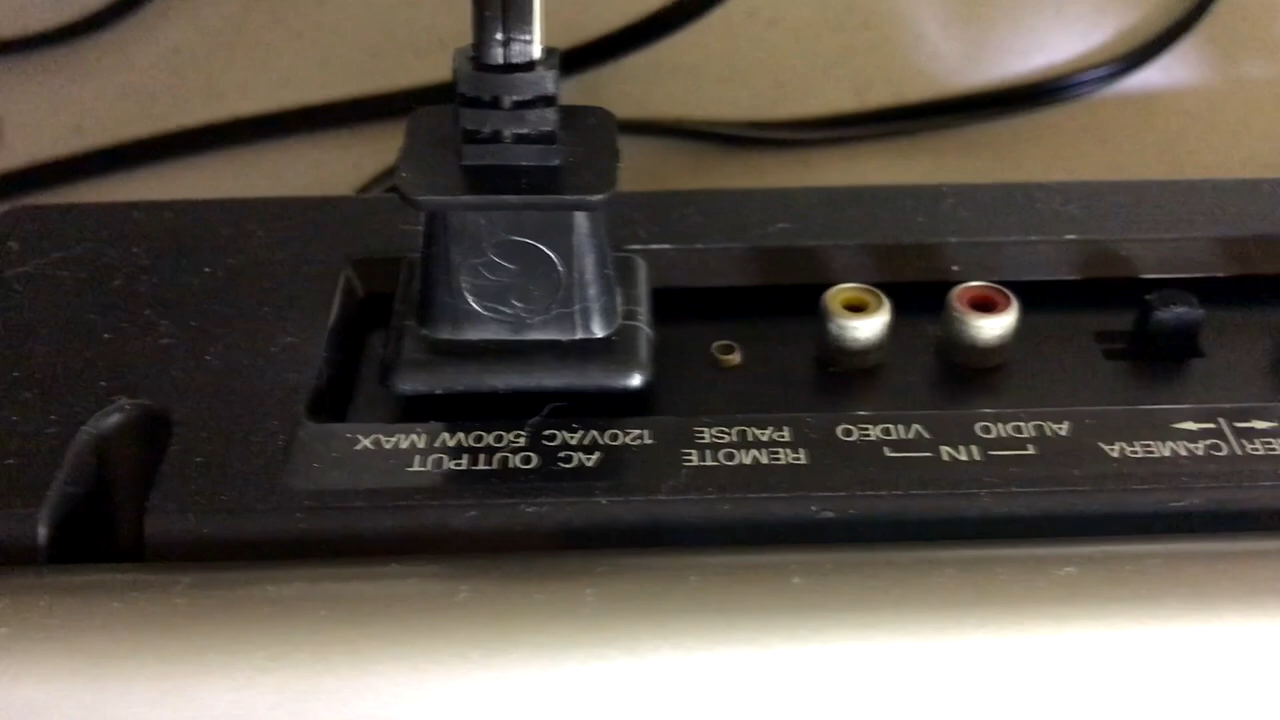 AC OUTPUT
120VAC 500W MAX.
REMOTE
PAUSE
IN
VIDEO AUDIO
CAMERA